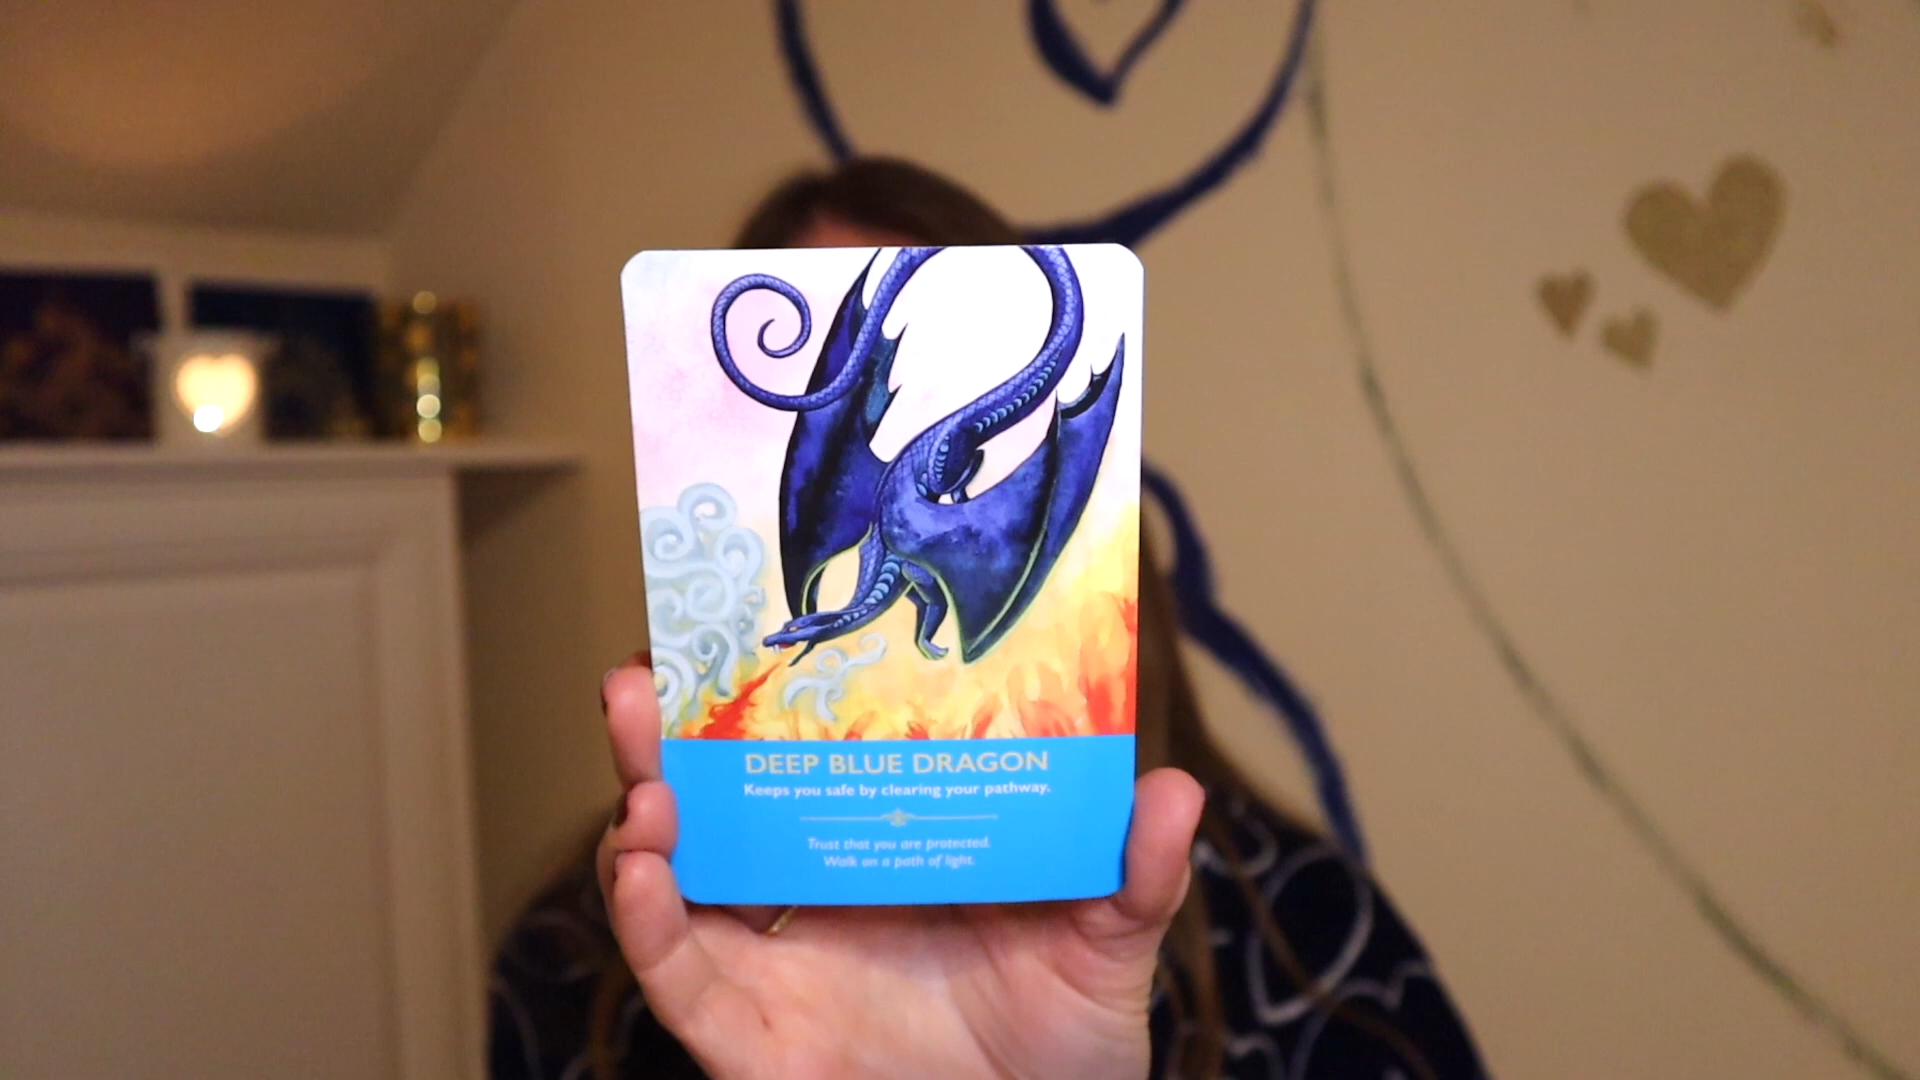 DEEP BLUE DRAGON
Keeps you safe by clearing your pathway.
Trust that you are protected.
Walk on a path of light.